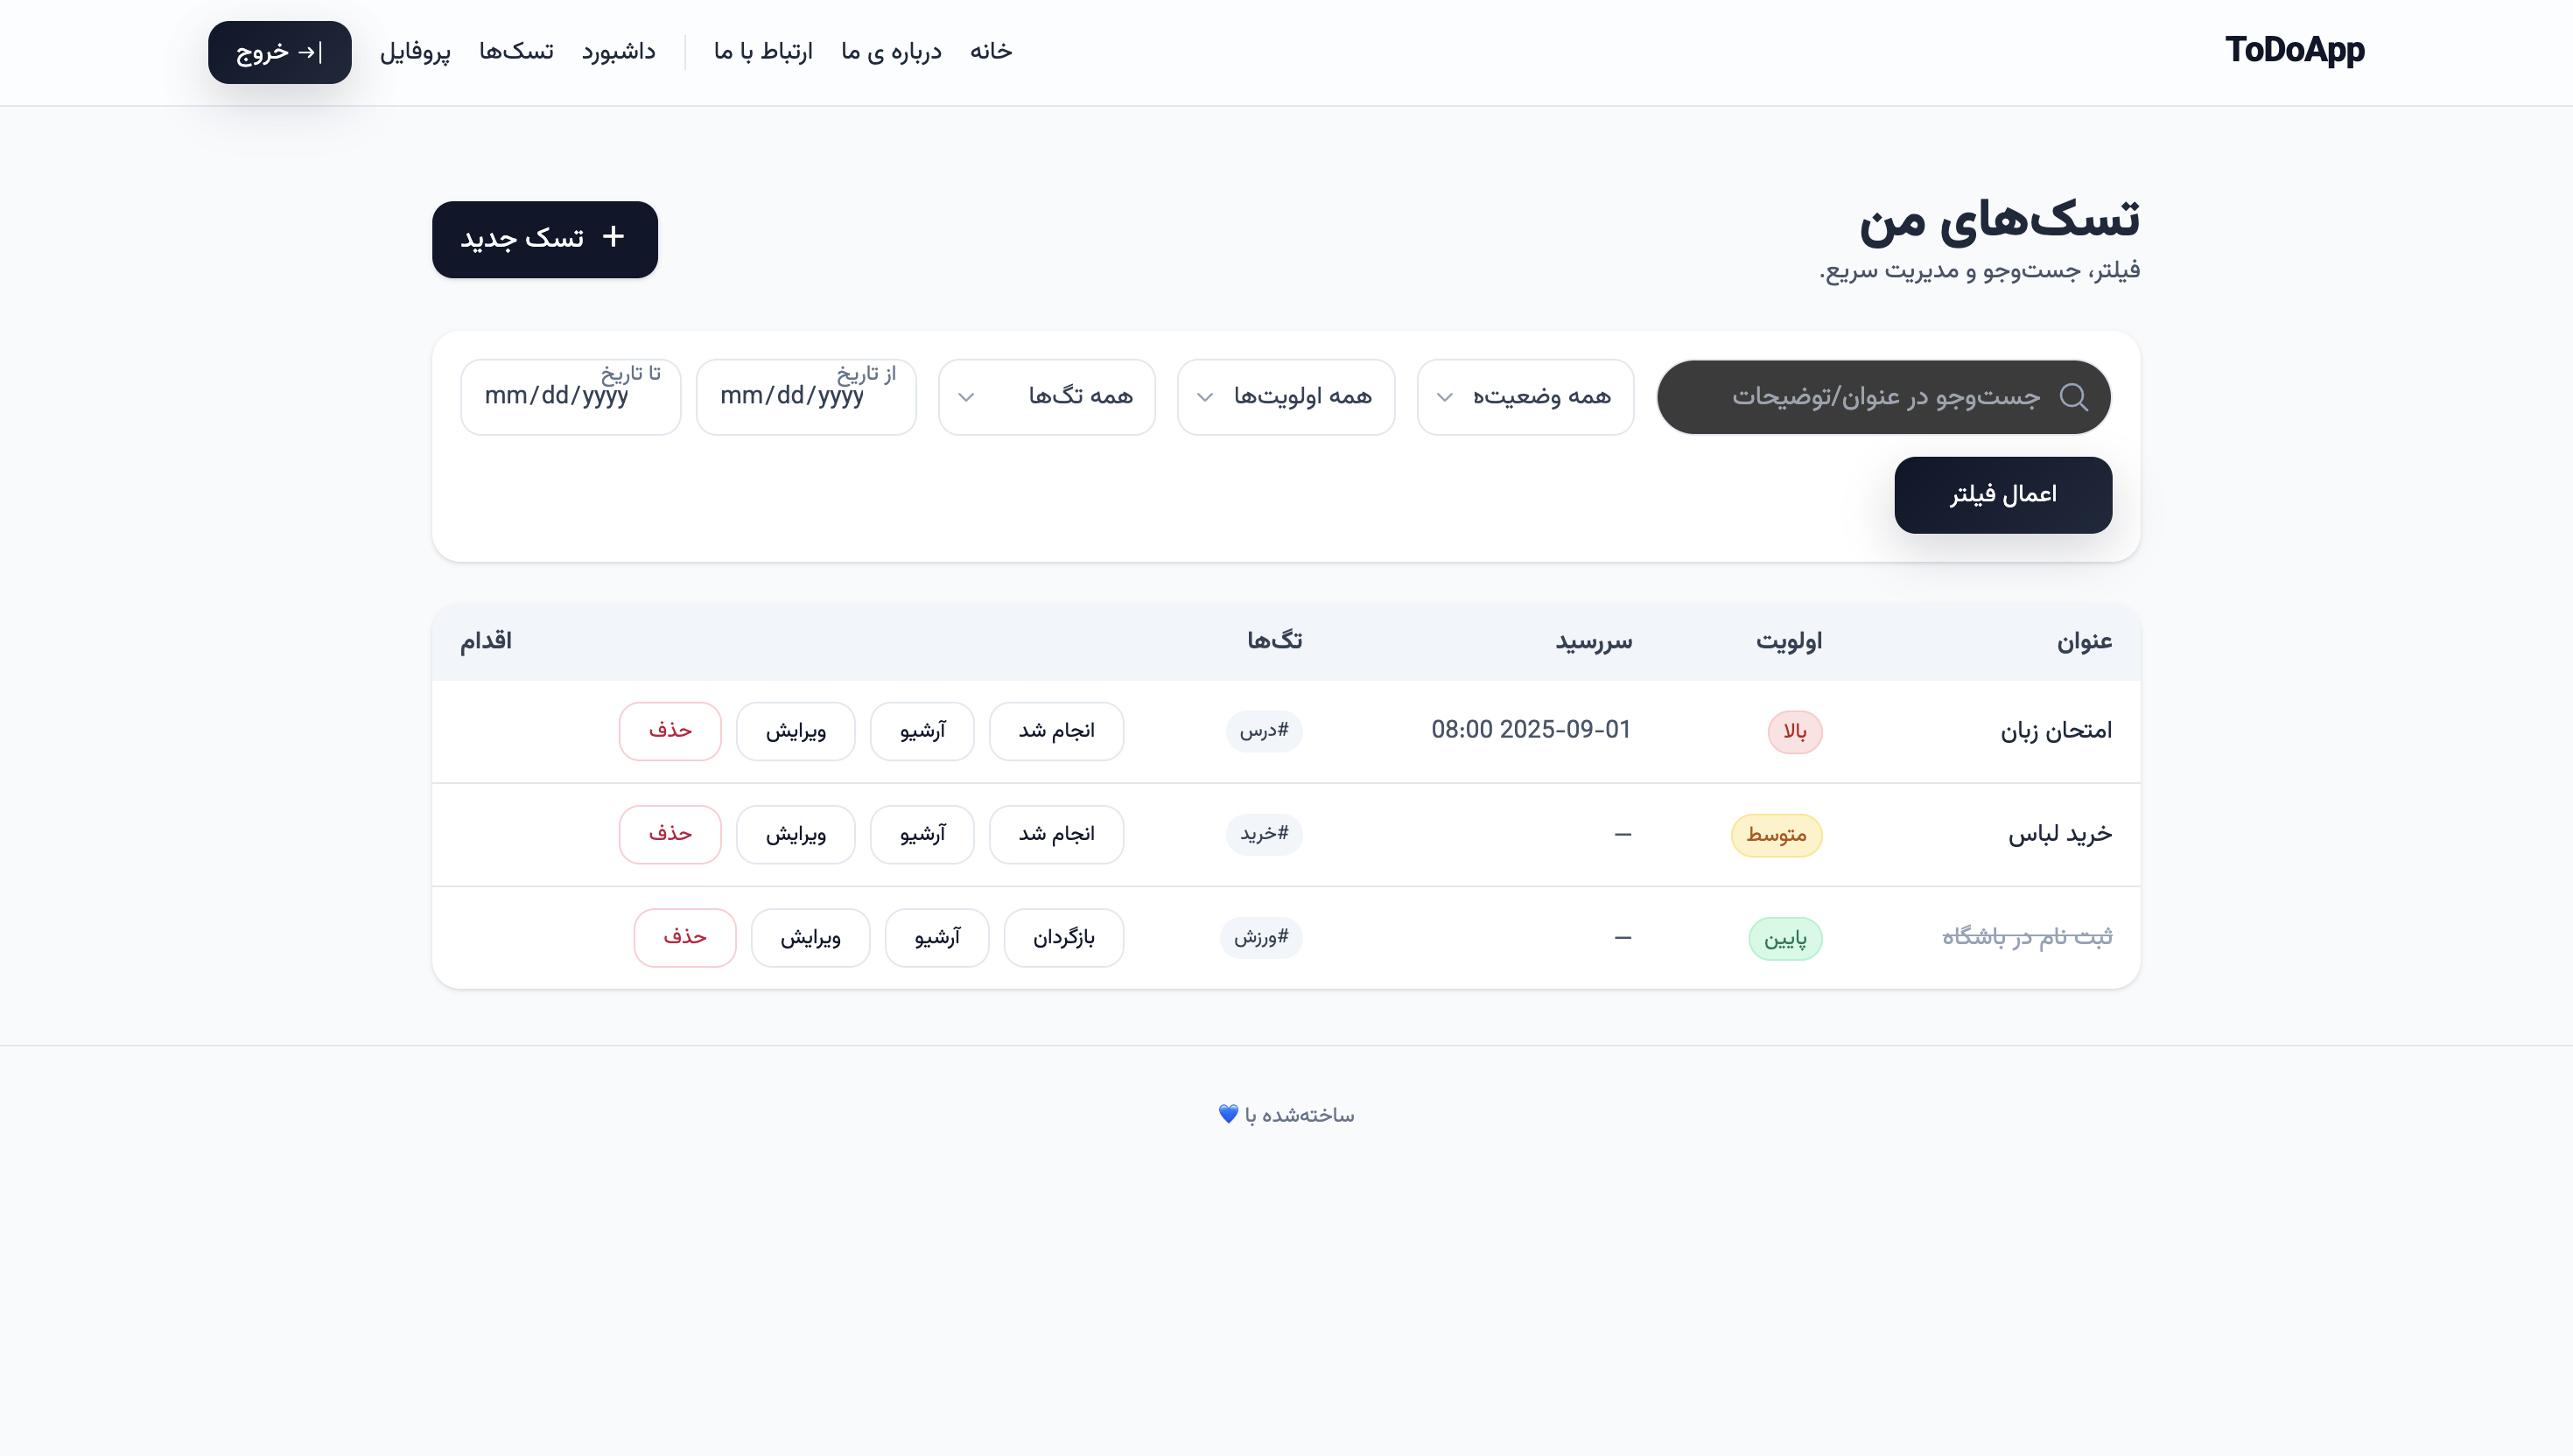 ToDoApp
خانه
درباره ی ما
ارتباط با ما
داشبورد
تسک‌ها
پروفایل
خروج
تسک‌های من
فیلتر، جست‌وجو و مدیریت سریع.
+ تسک جدید
جست‌وجو در عنوان/توضیحات
همه وضعیت‌ه
همه اولویت‌ها
همه تگ‌ها
از تاریخ
mm/dd/yyyy
تا تاریخ
mm/dd/yyyy
اعمال فیلتر
عنوان اولویت سررسید تگ‌ها اقدام
امتحان زبان بالا 2025-09-01 08:00 #درس انجام شد آرشیو ویرایش حذف
خرید لباس متوسط — #خرید انجام شد آرشیو ویرایش حذف
ثبت نام در باشگاه پایین — #ورزش بازگردان آرشیو ویرایش حذف
ساخته‌شده با 💙